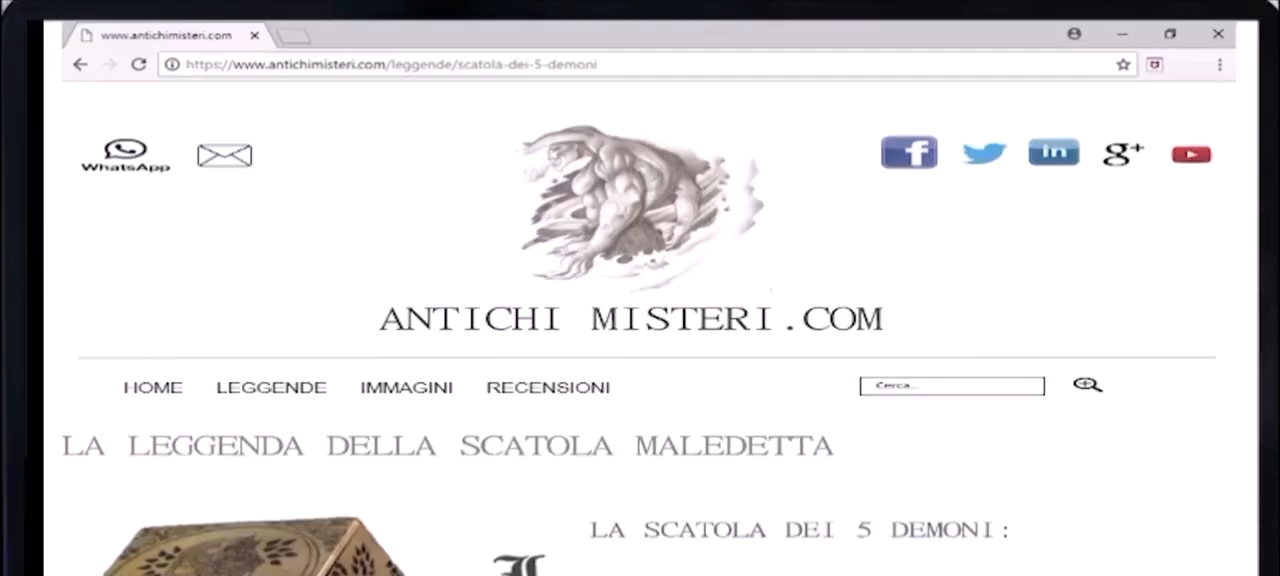 www.antichimisteri.com
https://www.antichimisteri.com/leggende/scatola-dei-5-demoni
WhatsApp
f
in
g+
ANTICHI MISTERI.COM
HOME LEGGENDE IMMAGINI RECENSIONI
Cerca...
LA LEGGENDA DELLA SCATOLA MALEDETTA
LA SCATOLA DEI 5 DEMONI: